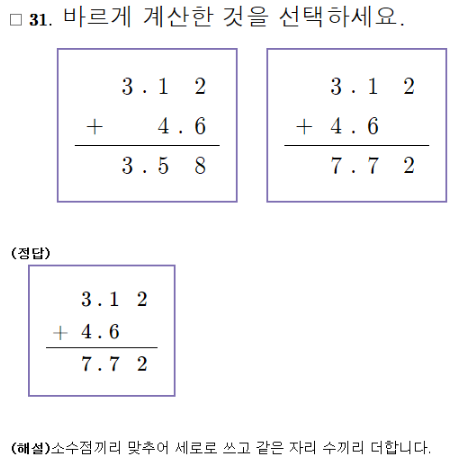 □ 31. 바르게 계산한 것을 선택하세요.
3.1 2 3.1 2
+ 4.6 + 4.6
3.5 8 7.7 2
(정답)
3.1 2
+ 4.6
7.7 2
(해설)소수점끼리 맞추어 세로로 쓰고 같은 자리 수끼리 더합니다.